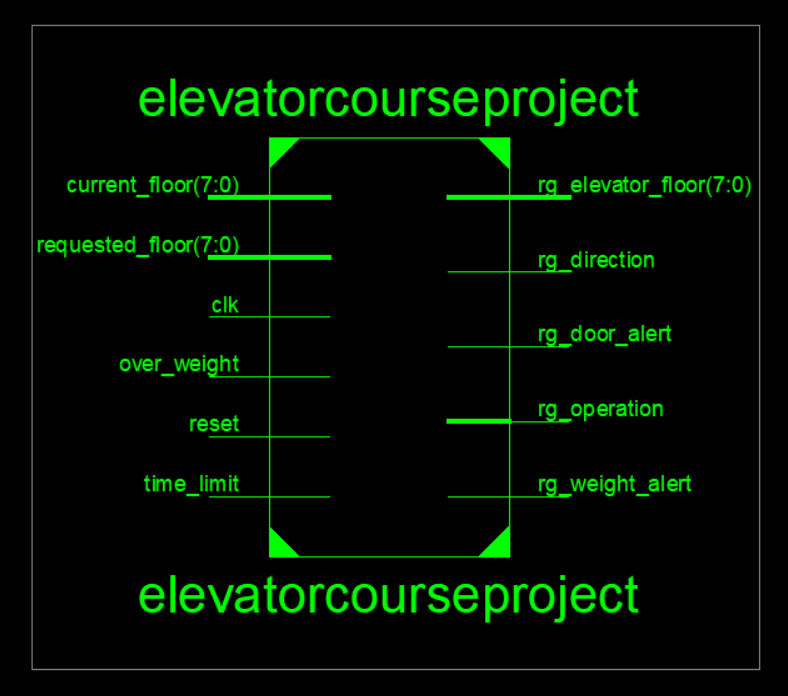 elevatorcourseproject
current_floor(7:0)
requested_floor(7:0)
clk
over_weight
reset
time_limit
rg_elevator_floor(7:0)
rg_direction
rg_door_alert
rg_operation
rg_weight_alert
elevatorcourseproject